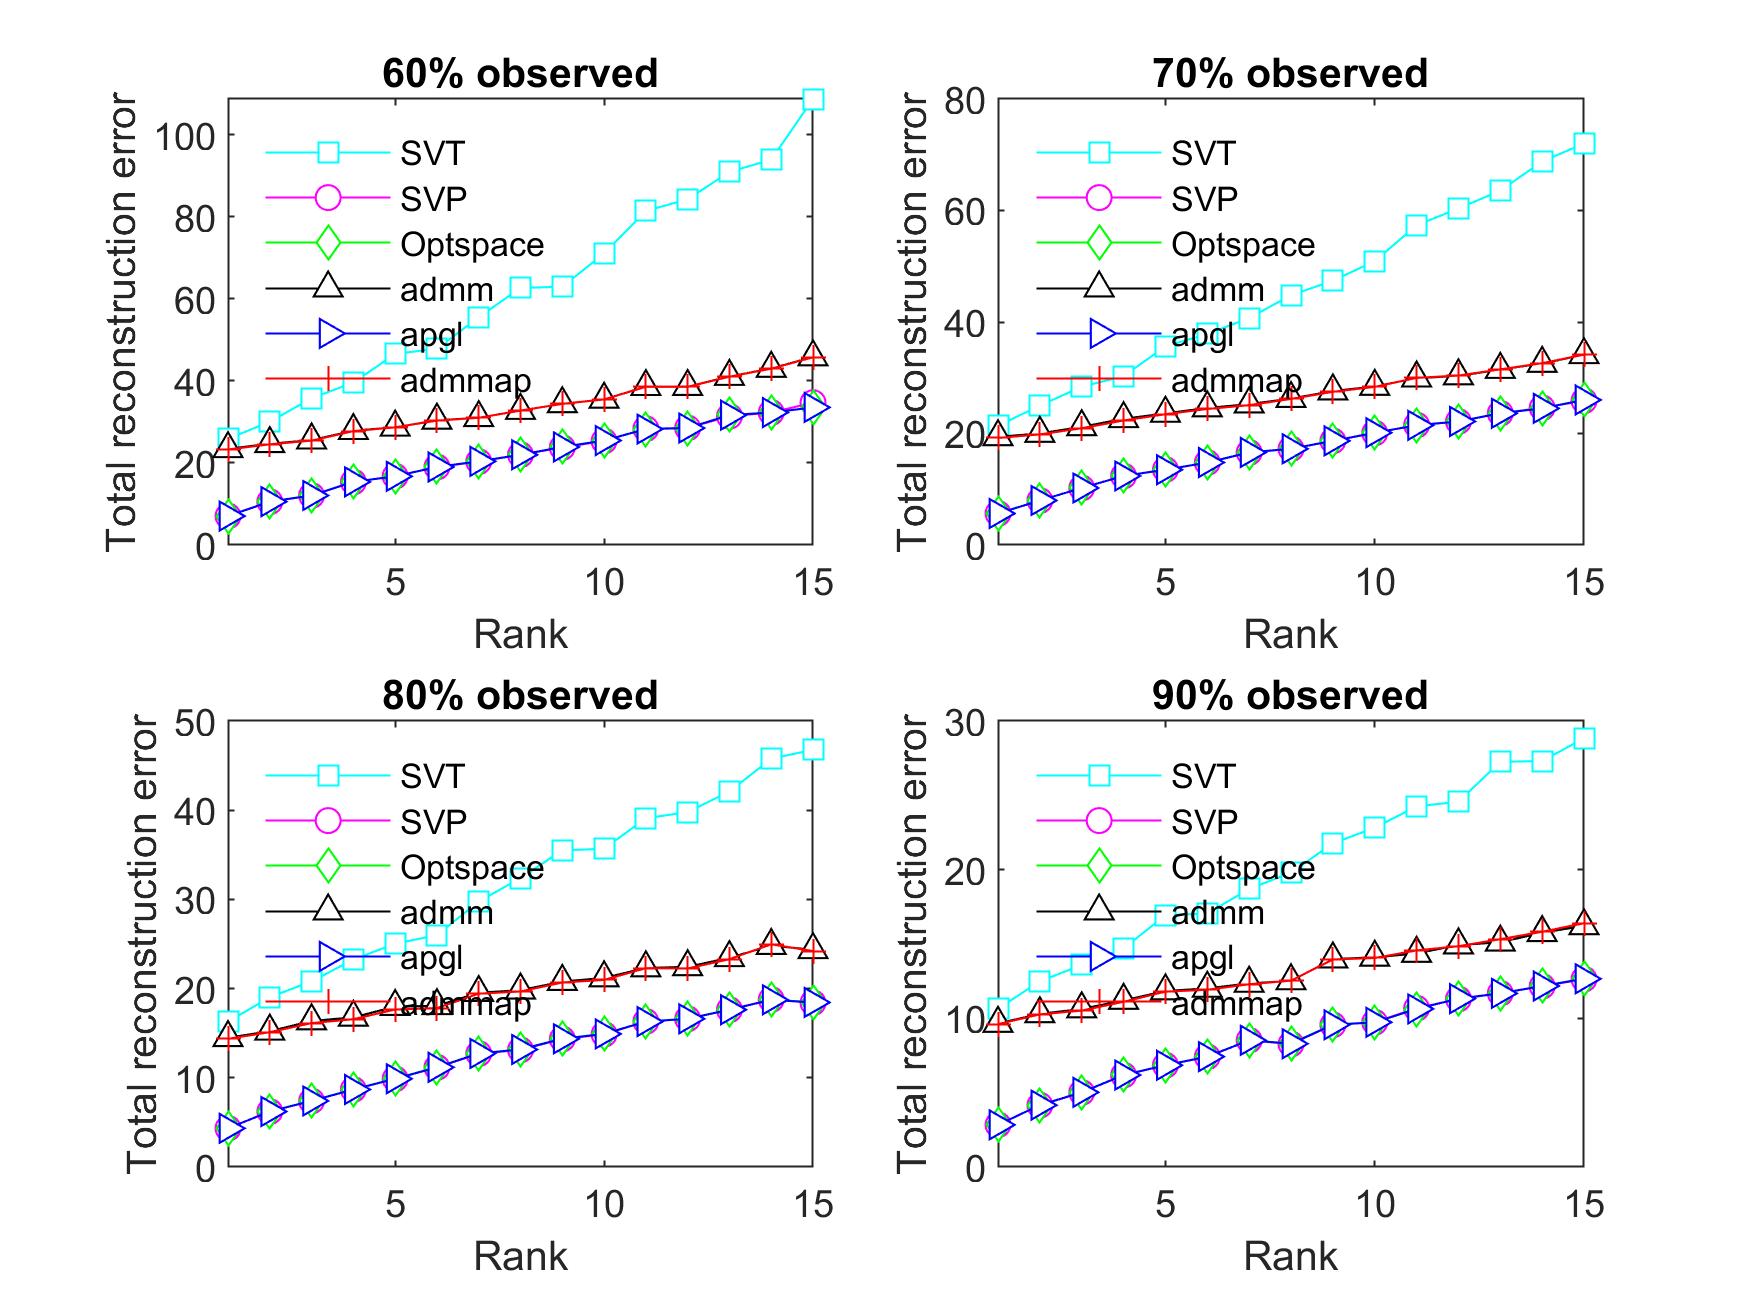 60% observed
Total reconstruction error
100
80
60
40
20
0
SVT
SVP
Optspace
admm
apgl
admmap
5 10 15
Rank
70% observed
Total reconstruction error
80
60
40
20
0
SVT
SVP
Optspace
admm
apgl
admmap
5 10 15
Rank
80% observed
Total reconstruction error
50
40
30
20
10
0
SVT
SVP
Optspace
admm
apgl
admmap
5 10 15
Rank
90% observed
Total reconstruction error
30
20
10
0
SVT
SVP
Optspace
admm
apgl
admmap
5 10 15
Rank